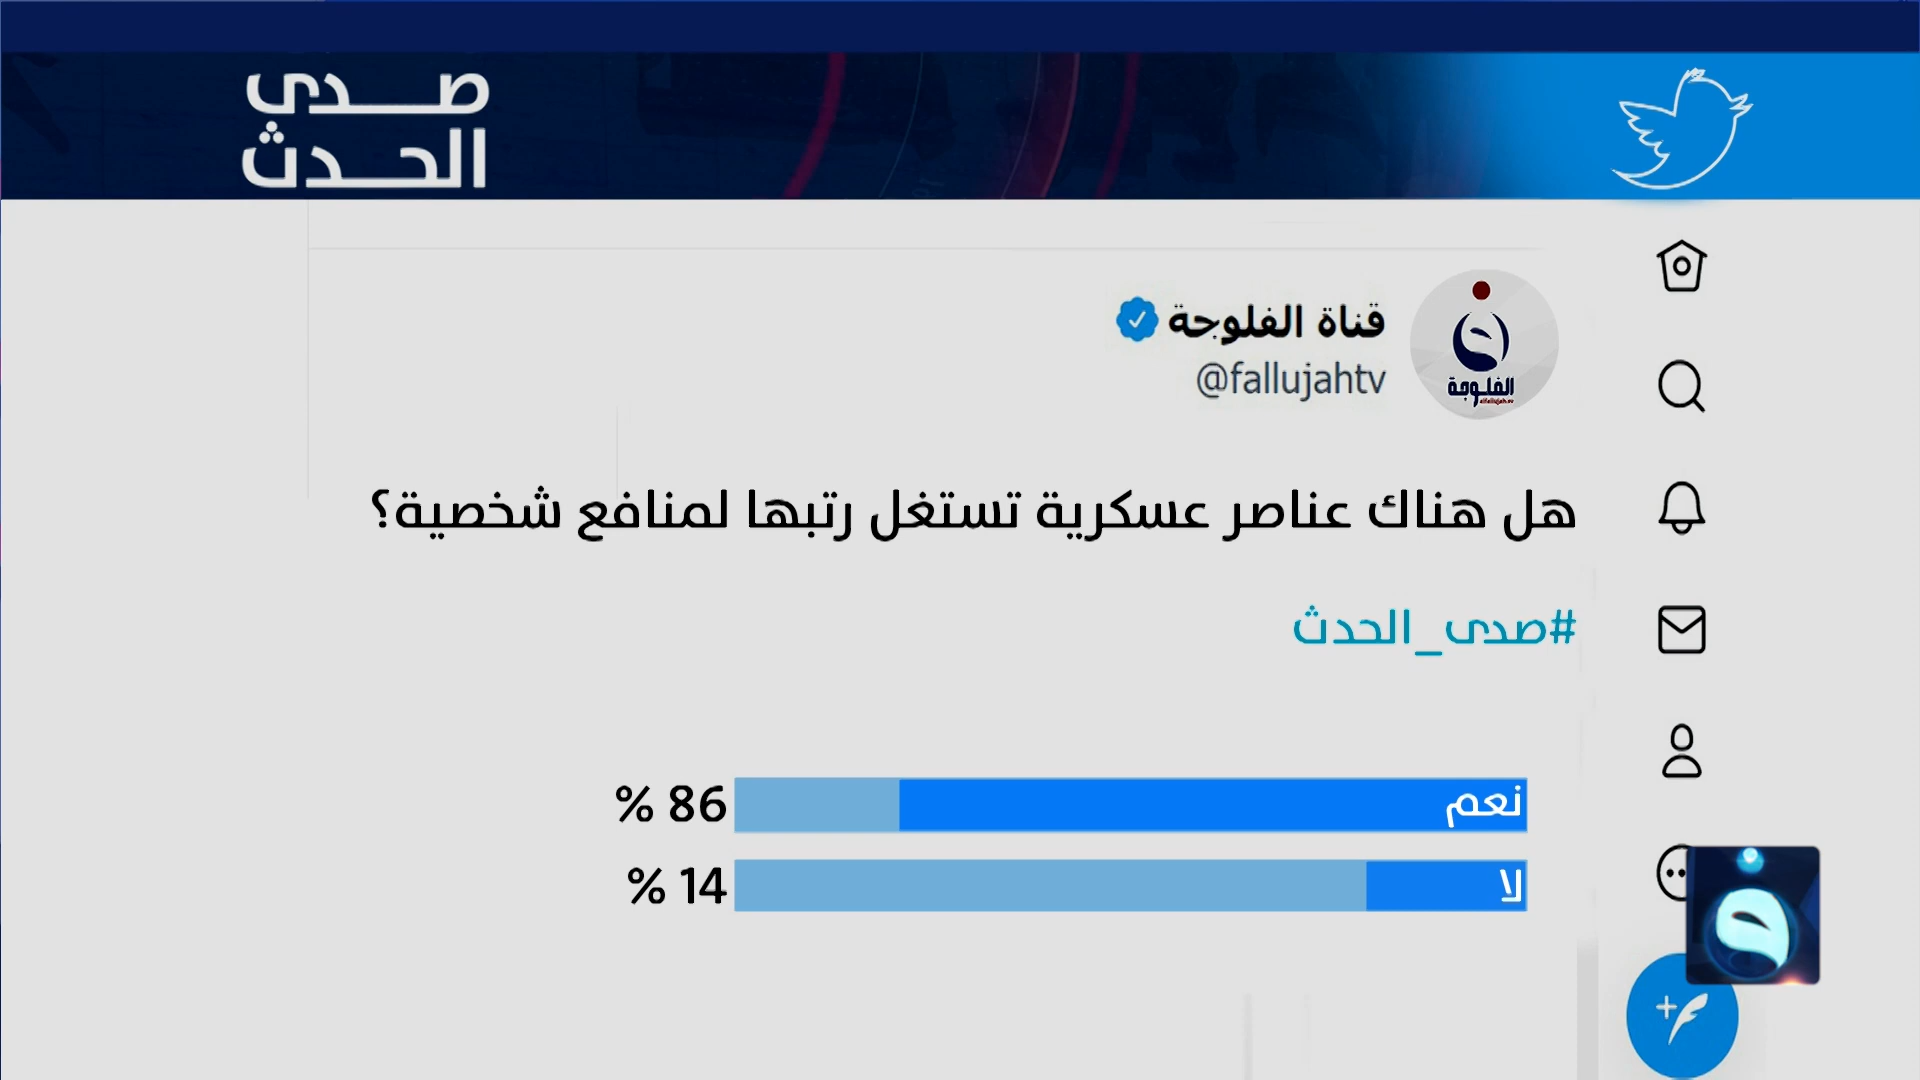 صدى
الحدث
قناة الفلوجة
@fallujahtv
الفلوجة
هل هناك عناصر عسكرية تستغل رتبها لمنافع شخصية؟
#صدى_الحدث
نعم
86 %
لا
14 %